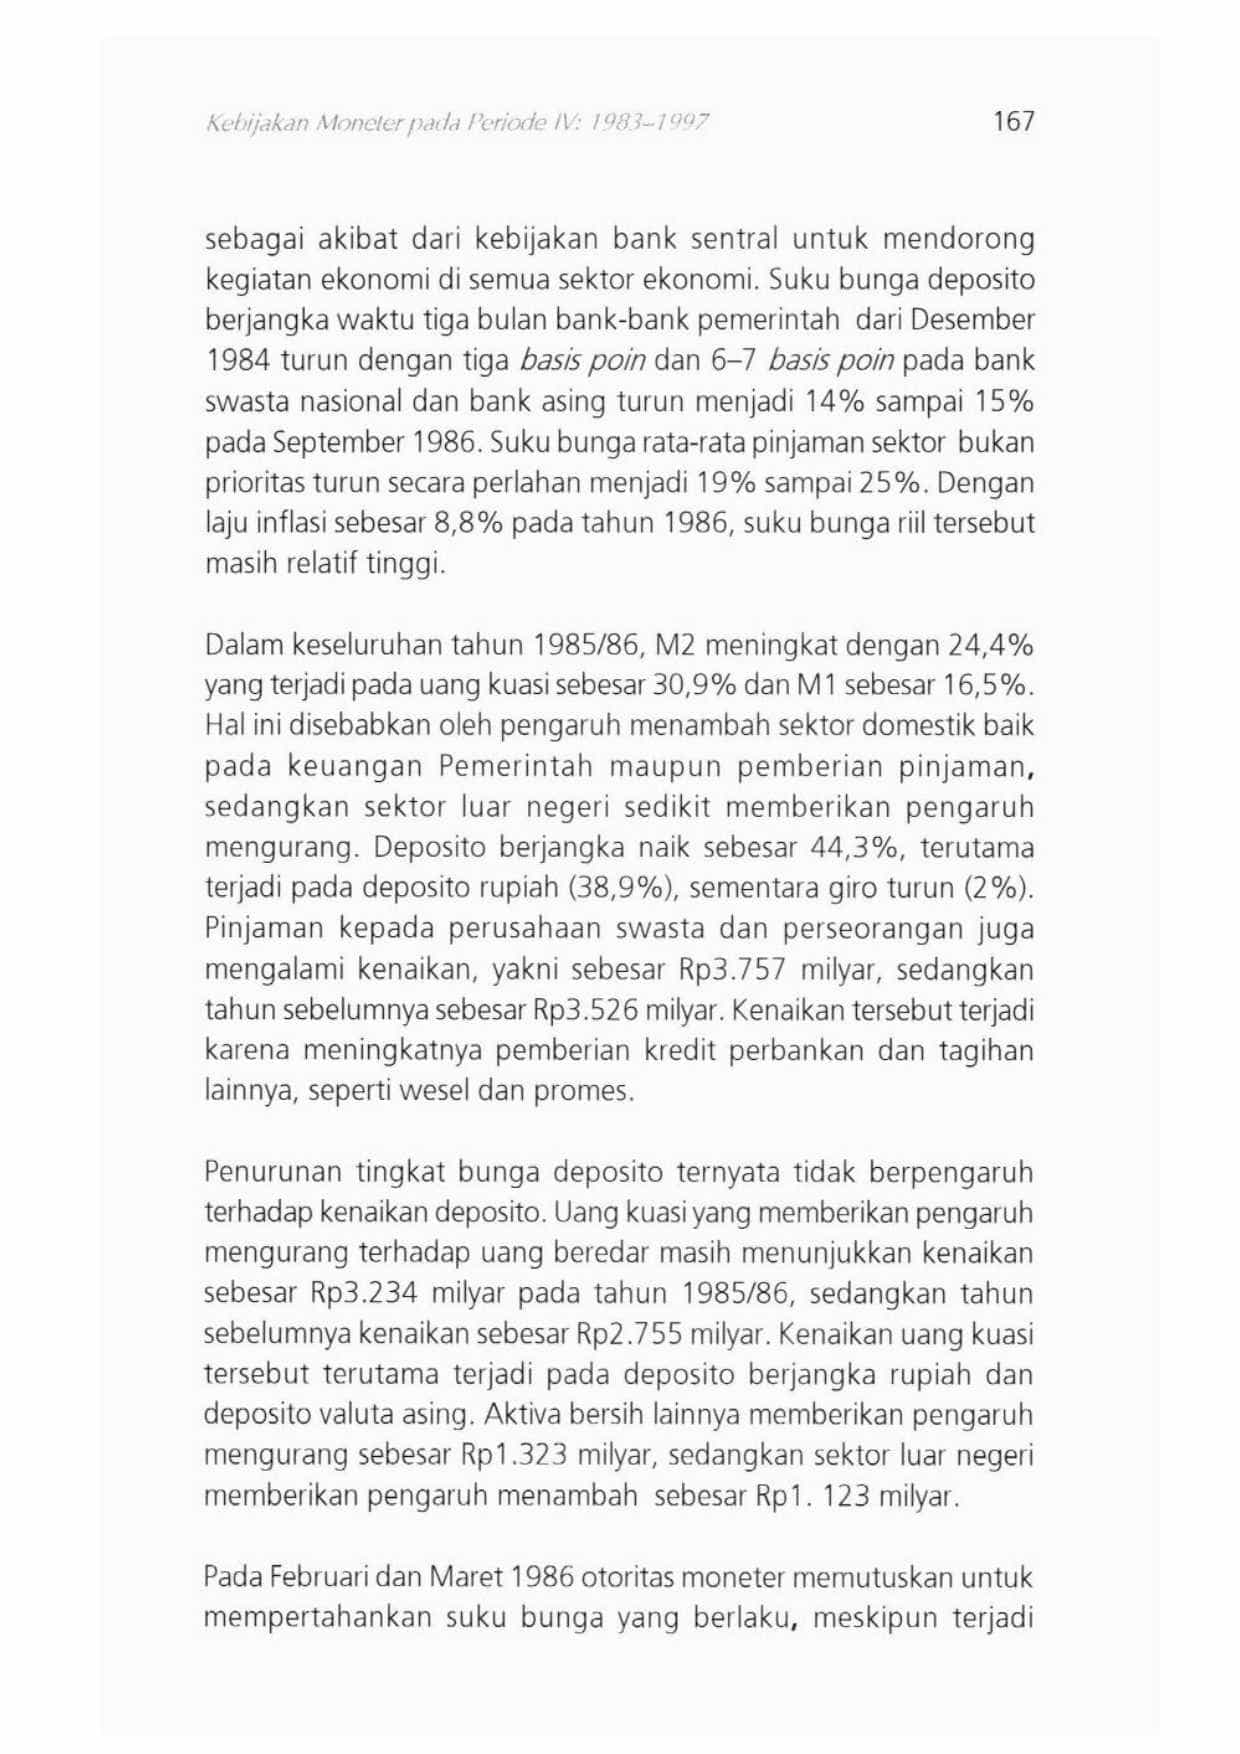 Kebijakan Moneter pada Periode IV: 1983–1997 167
sebagai akibat dari kebijakan bank sentral untuk mendorong
kegiatan ekonomi di semua sektor ekonomi. Suku bunga deposito
berjangka waktu tiga bulan bank-bank pemerintah dari Desember
1984 turun dengan tiga basis poin dan 6–7 basis poin pada bank
swasta nasional dan bank asing turun menjadi 14% sampai 15%
pada September 1986. Suku bunga rata-rata pinjaman sektor bukan
prioritas turun secara perlahan menjadi 19% sampai 25%. Dengan
laju inflasi sebesar 8,8% pada tahun 1986, suku bunga riil tersebut
masih relatif tinggi.
Dalam keseluruhan tahun 1985/86, M2 meningkat dengan 24,4%
yang terjadi pada uang kuasi sebesar 30,9% dan M1 sebesar 16,5%.
Hal ini disebabkan oleh pengaruh menambah sektor domestik baik
pada keuangan Pemerintah maupun pemberian pinjaman,
sedangkan sektor luar negeri sedikit memberikan pengaruh
mengurang. Deposito berjangka naik sebesar 44,3%, terutama
terjadi pada deposito rupiah (38,9%), sementara giro turun (2%).
Pinjaman kepada perusahaan swasta dan perseorangan juga
mengalami kenaikan, yakni sebesar Rp3.757 milyar, sedangkan
tahun sebelumnya sebesar Rp3.526 milyar. Kenaikan tersebut terjadi
karena meningkatnya pemberian kredit perbankan dan tagihan
lainnya, seperti wesel dan promes.
Penurunan tingkat bunga deposito ternyata tidak berpengaruh
terhadap kenaikan deposito. Uang kuasi yang memberikan pengaruh
mengurang terhadap uang beredar masih menunjukkan kenaikan
sebesar Rp3.234 milyar pada tahun 1985/86, sedangkan tahun
sebelumnya kenaikan sebesar Rp2.755 milyar. Kenaikan uang kuasi
tersebut terutama terjadi pada deposito berjangka rupiah dan
deposito valuta asing. Aktiva bersih lainnya memberikan pengaruh
mengurang sebesar Rp1.323 milyar, sedangkan sektor luar negeri
memberikan pengaruh menambah sebesar Rp1. 123 milyar.
Pada Februari dan Maret 1986 otoritas moneter memutuskan untuk
mempertahankan suku bunga yang berlaku, meskipun terjadi